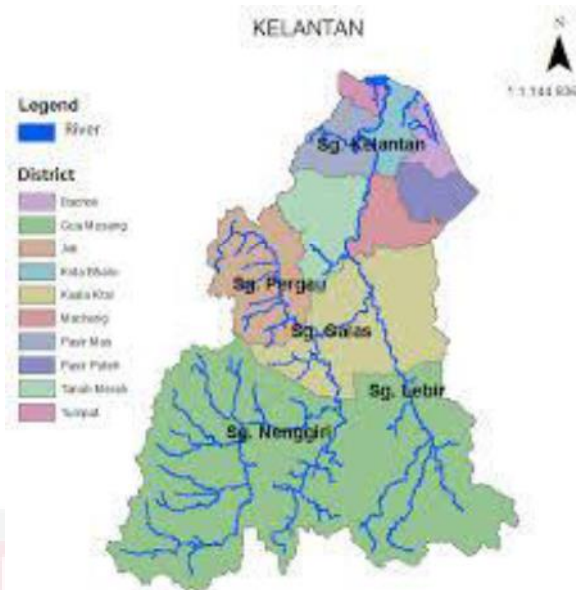 KELANTAN
N
Legend
River
Sg. Kelantan
District
Bachok
Gua Musang
Jeli
Kota Bharu
Kuala Krai
Machang
Pasir Mas
Pasir Puteh
Tanah Merah
Tumpat
Sg. Pergau
Sg. Galas
Sg. Lebir
Sg. Nenggiri